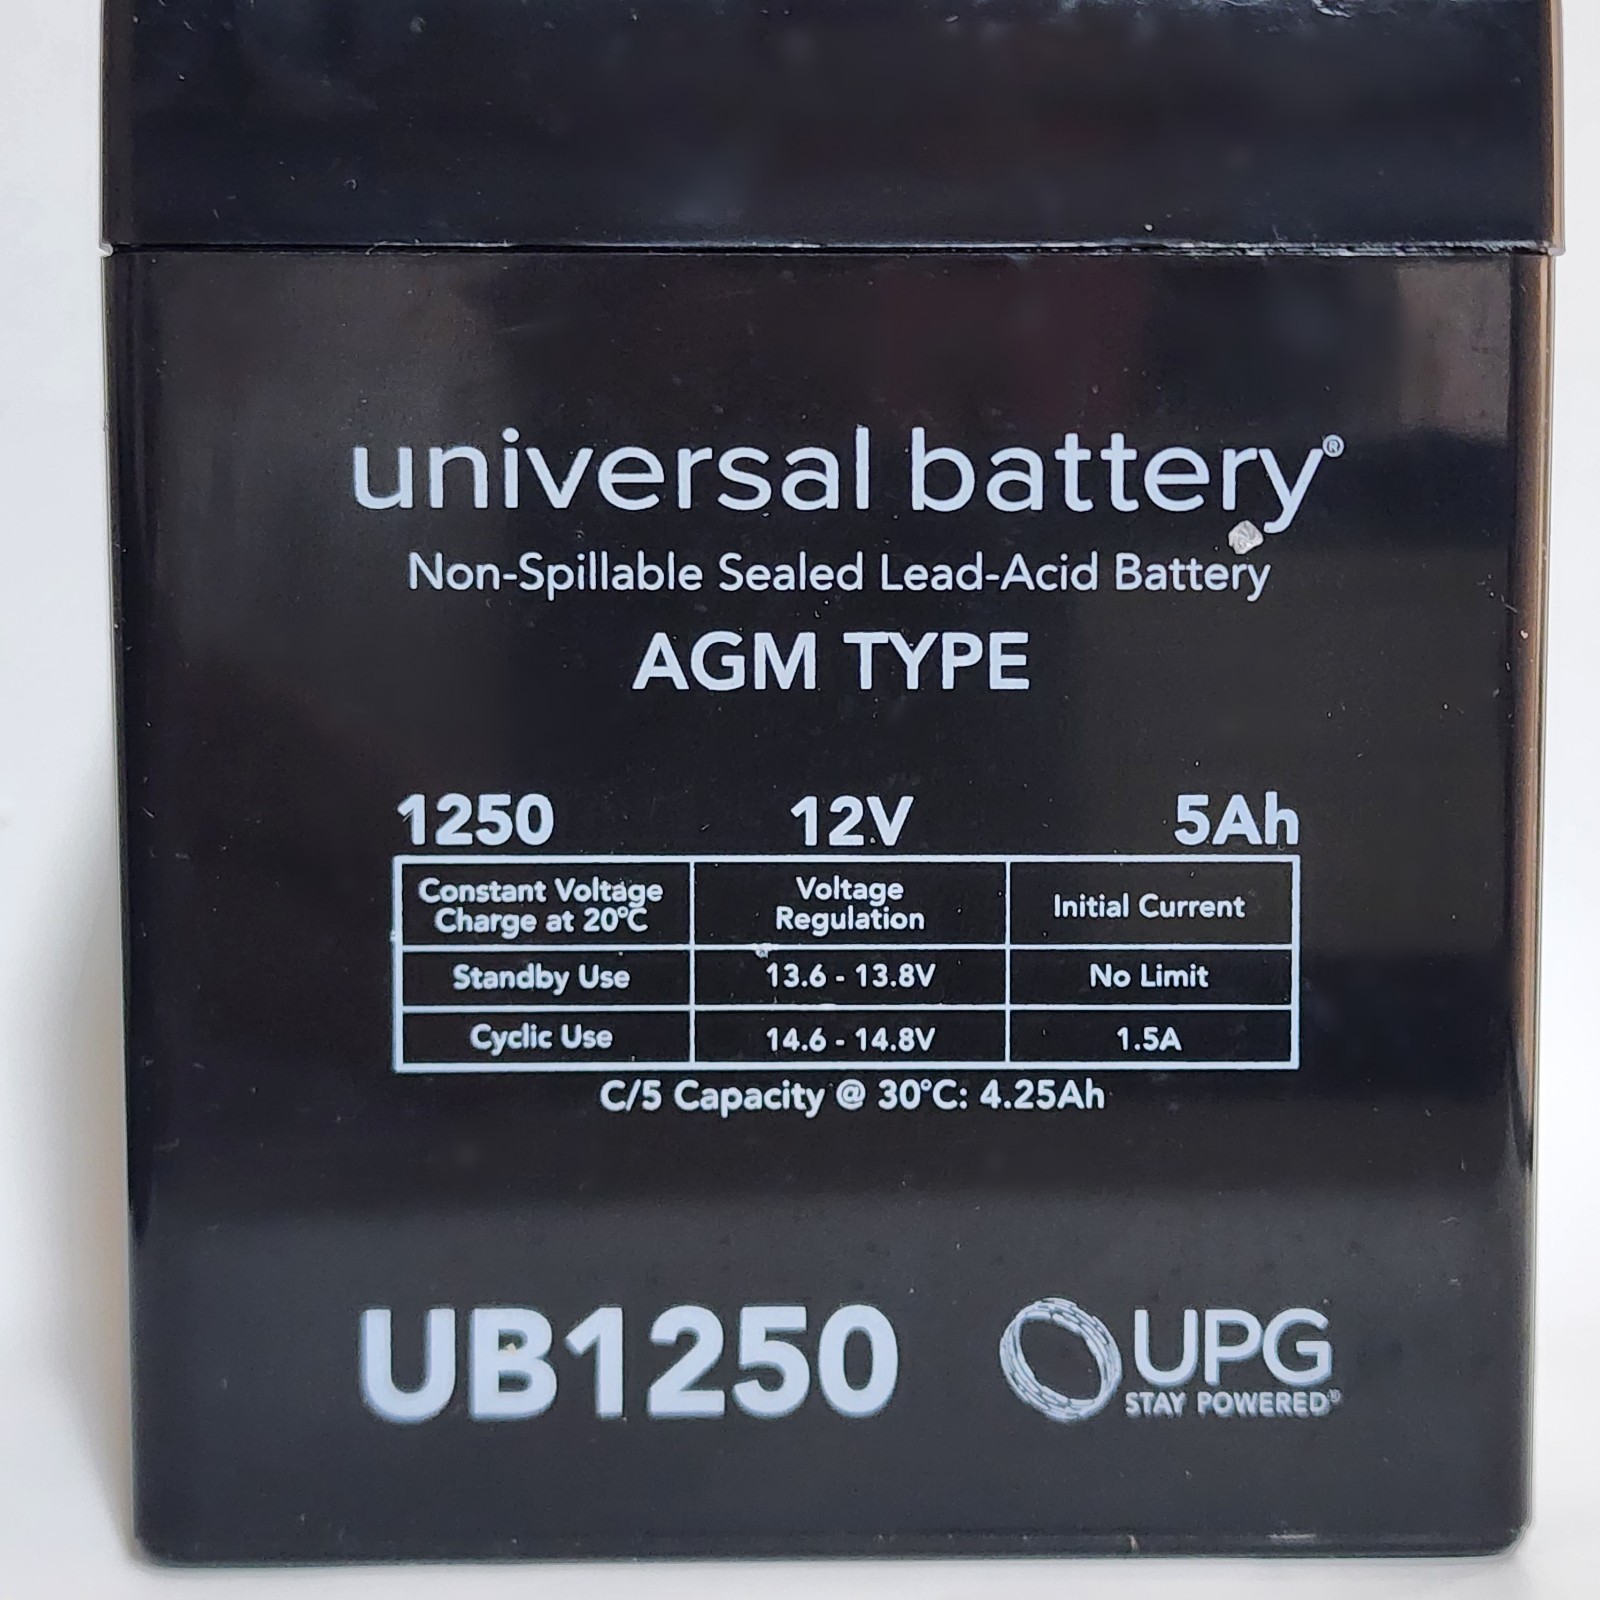 universal battery®
Non-Spillable Sealed Lead-Acid Battery
AGM TYPE
1250 12V 5Ah
Constant Voltage Charge at 20°C Voltage Regulation Initial Current
Standby Use 13.6 - 13.8V No Limit
Cyclic Use 14.6 - 14.8V 1.5A
C/5 Capacity @ 30°C: 4.25Ah
UB1250 UPG
STAY POWERED®